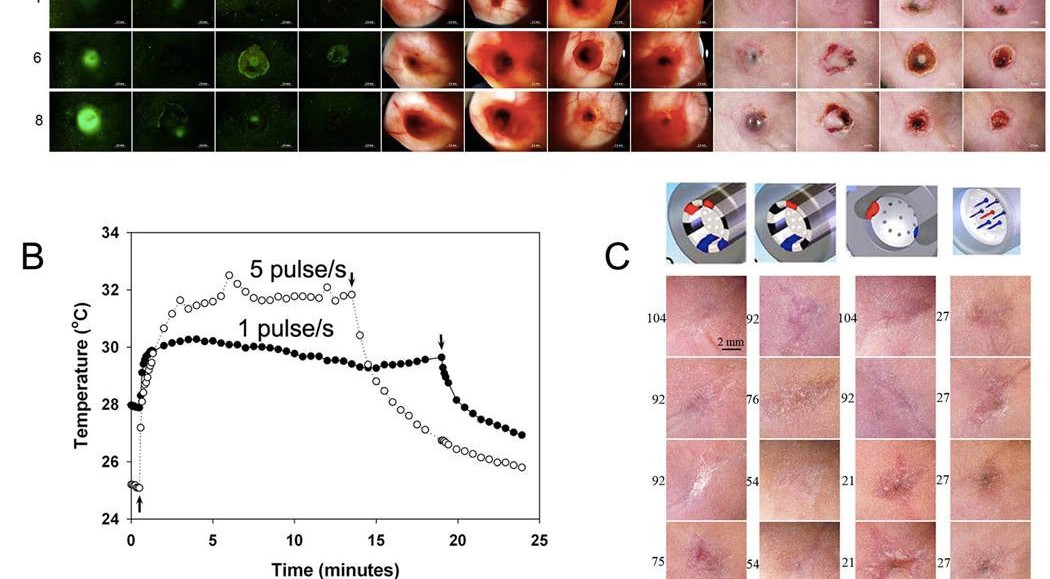 6
8
B
34
32
30
28
26
24
Temperature (°C)
5 pulse/s
1 pulse/s
0 5 10 15 20 25
Time (minutes)
C
104 92 104 27
2 mm
92 76 92 27
92 54 21 27
75 54 21 27